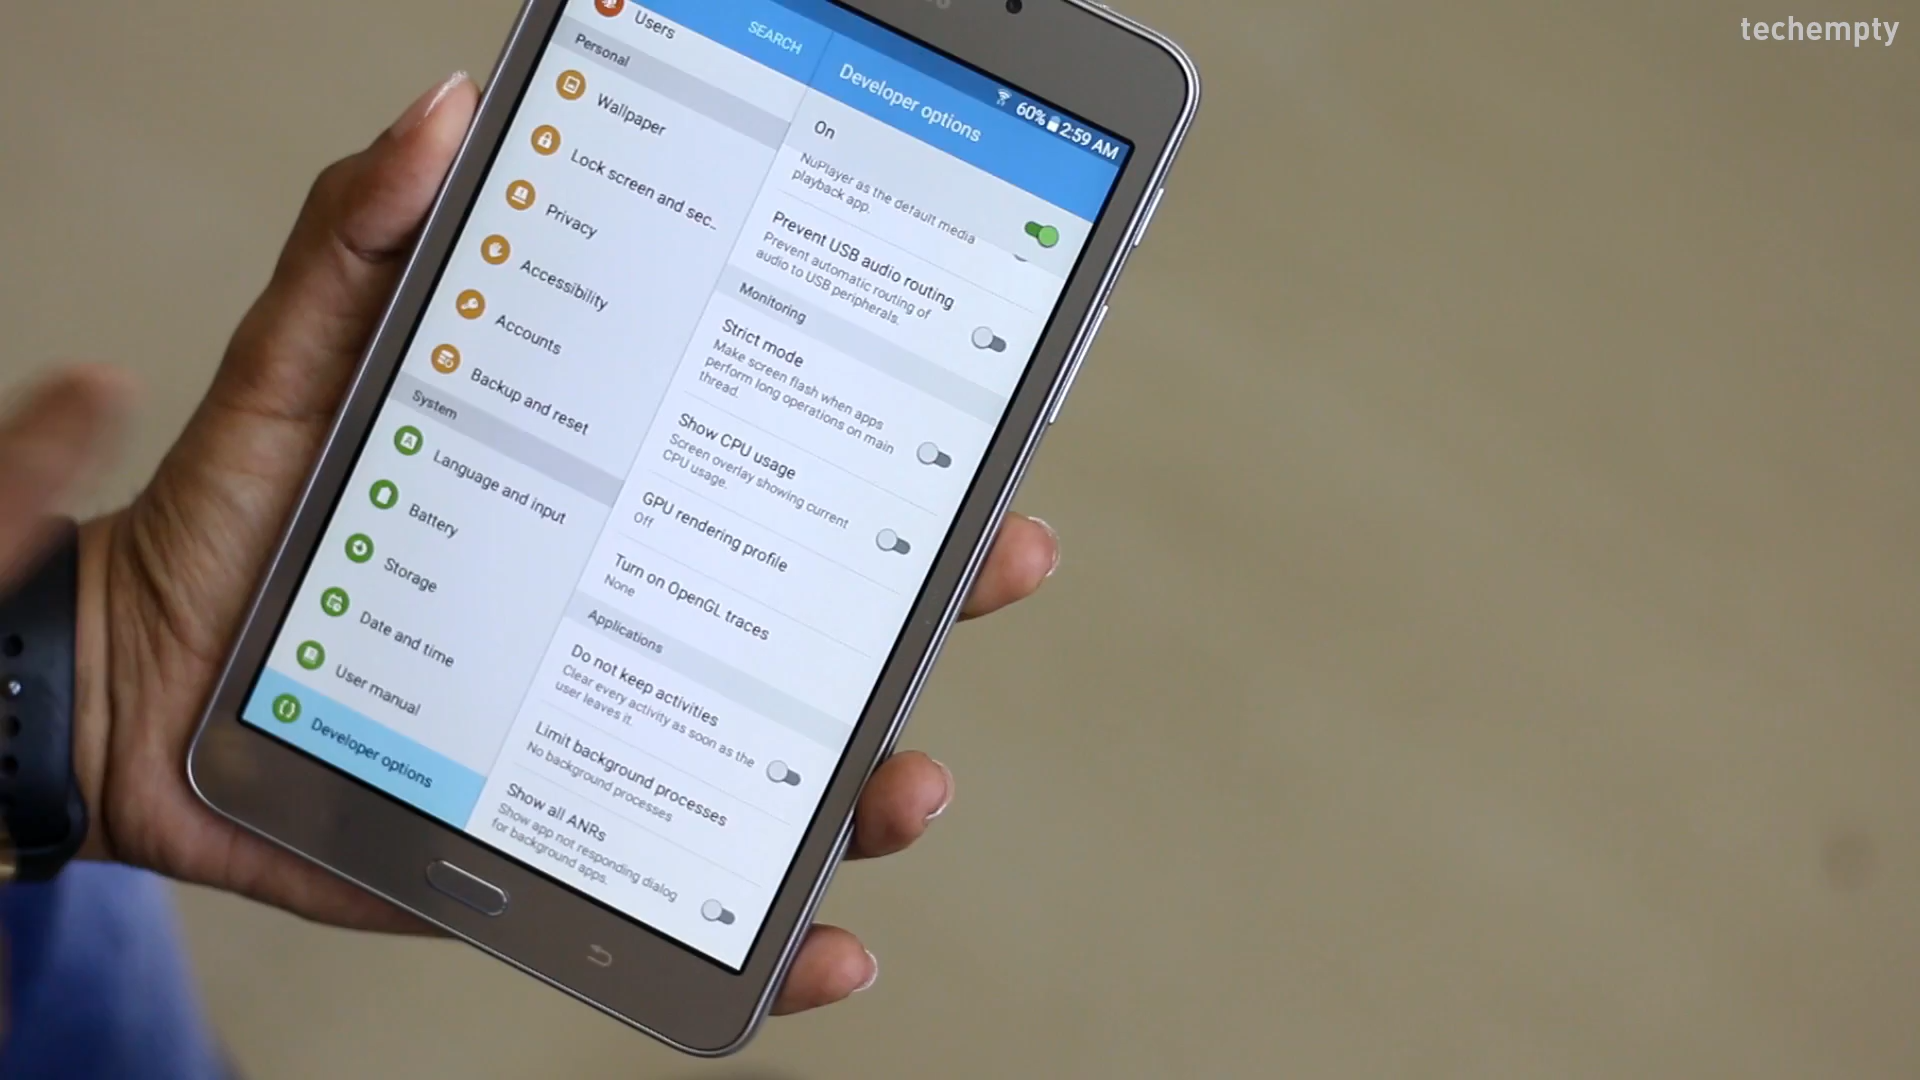 techempty
60%
2:59 AM
SEARCH
Developer options
Users
Personal
Wallpaper
Lock screen and sec...
Privacy
Accessibility
Accounts
Backup and reset
System
Language and input
Battery
Storage
Date and time
User manual
Developer options
On
NuPlayer as the default media
playback app.
Prevent USB audio routing
Prevent automatic routing of
audio to USB peripherals.
Monitoring
Strict mode
Make screen flash when apps
perform long operations on main
thread.
Show CPU usage
Screen overlay showing current
CPU usage.
GPU rendering profile
Off
Turn on OpenGL traces
None
Applications
Do not keep activities
Clear every activity as soon as the
user leaves it.
Limit background processes
No background processes
Show all ANRs
Show app not responding dialog
for background apps.